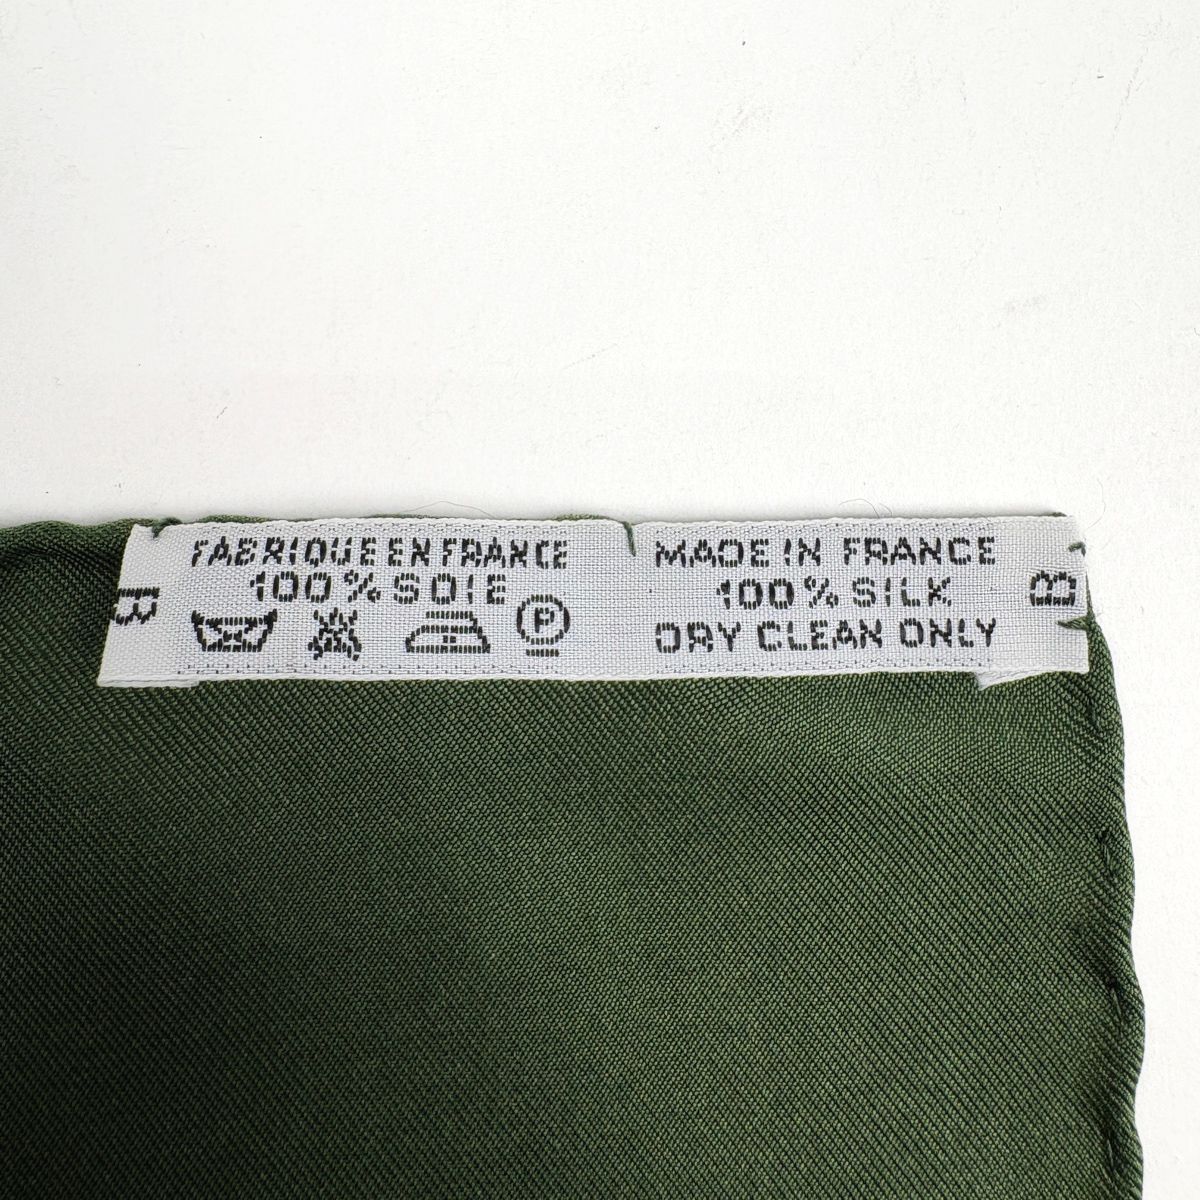 FABRIQUE EN FRANCE
100% SOIE
P
MADE IN FRANCE
100% SILK
DRY CLEAN ONLY
B
B